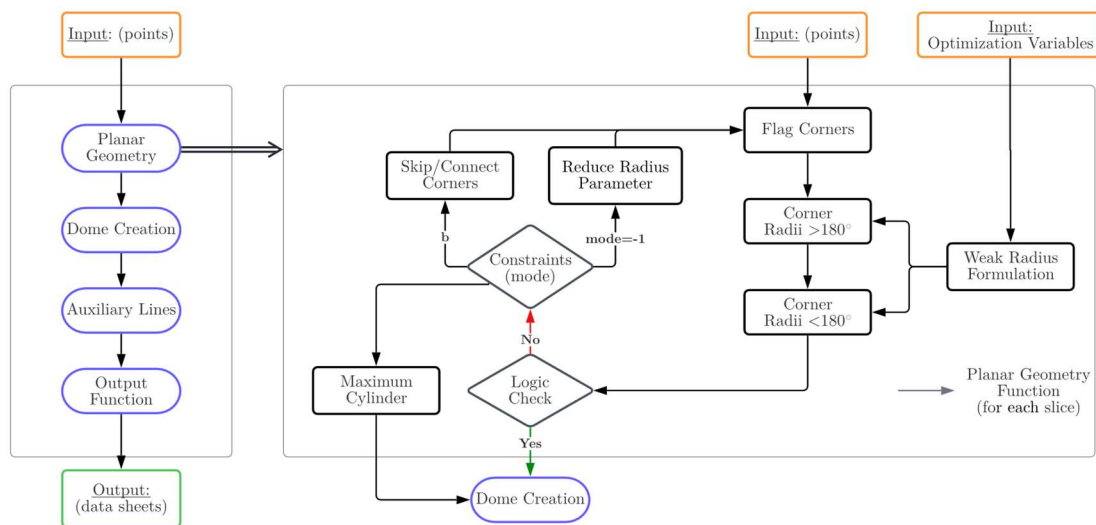 Input: (points)
Planar
Geometry
Dome Creation
Auxiliary Lines
Output
Function
Output:
(data sheets)
Input: (points)
Input:
Optimization Variables
Flag Corners
Skip/Connect
Corners
Reduce Radius
Parameter
Corner
Radii >180°
b
mode=-1
Constraints
(mode)
Weak Radius
Formulation
Corner
Radii <180°
No
Maximum
Cylinder
Logic
Check
Planar Geometry
Function
(for each slice)
Yes
Dome Creation